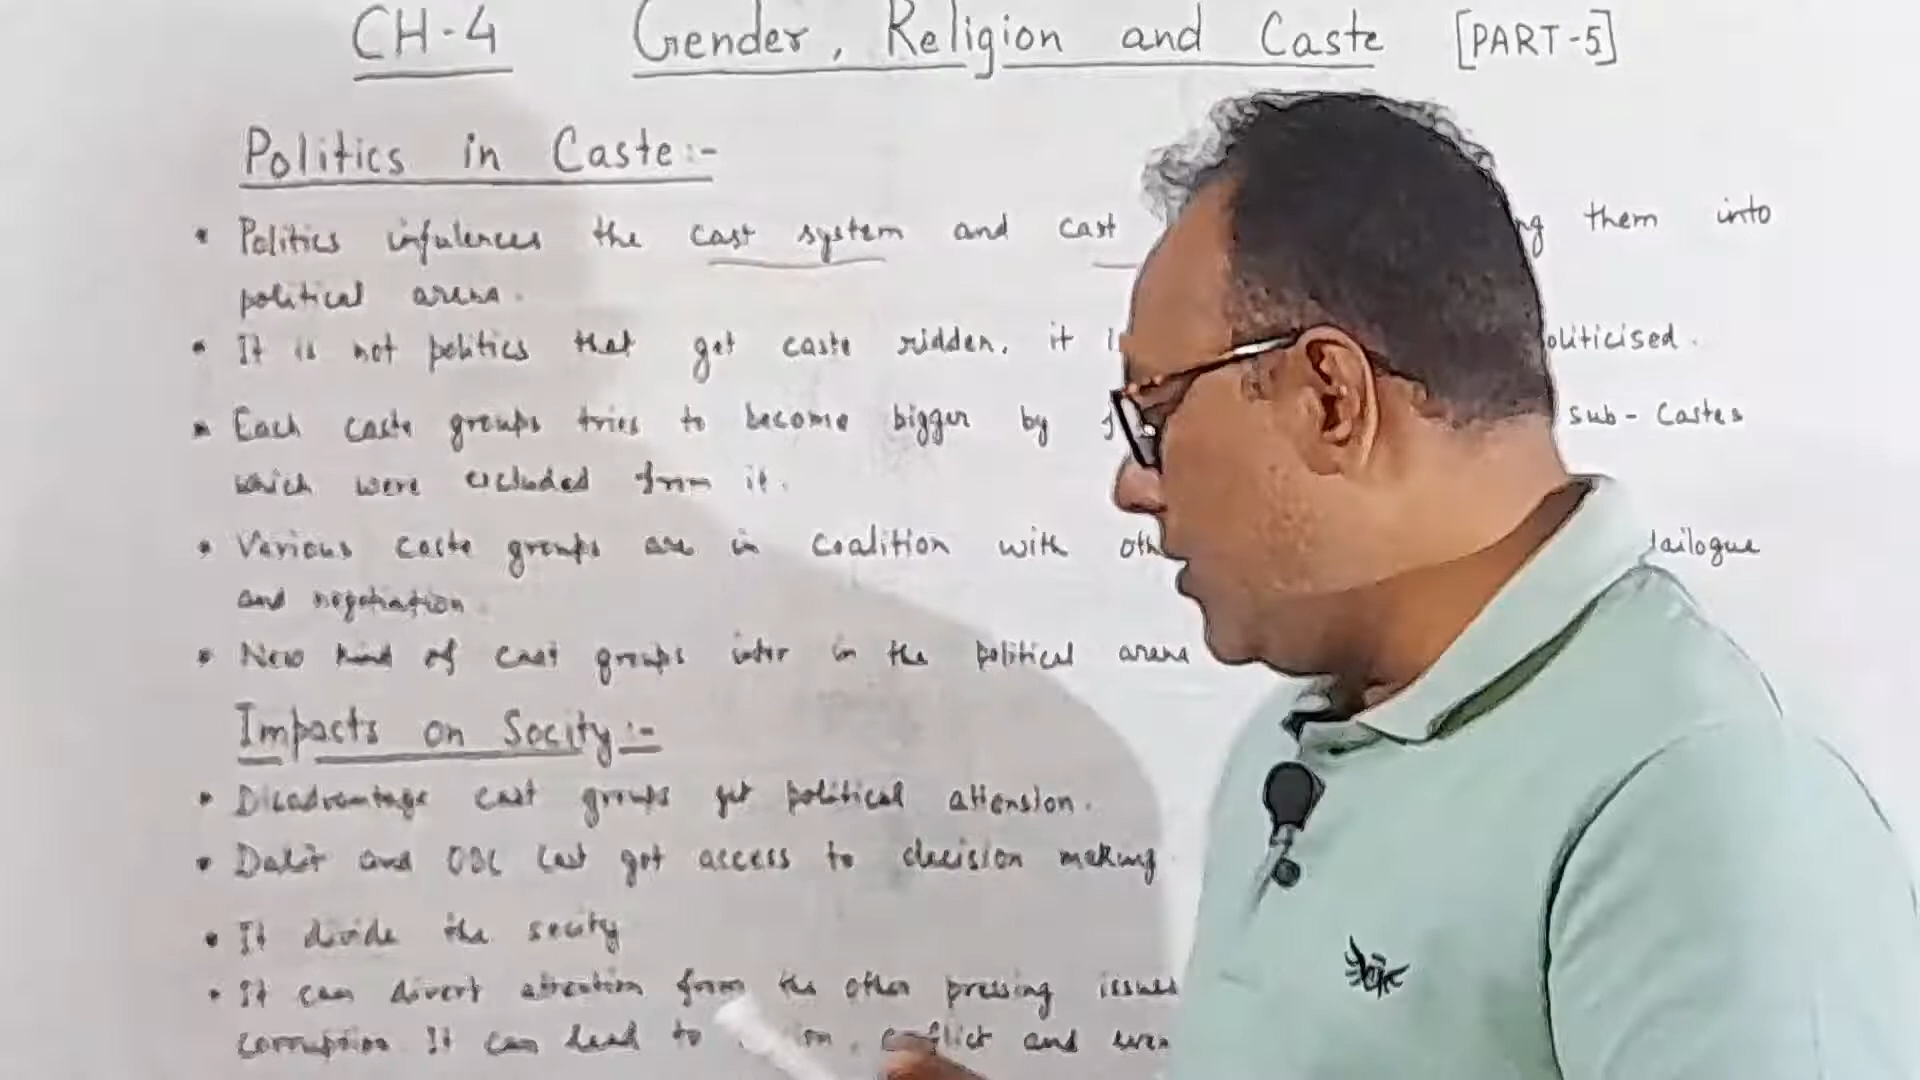 CH-4 Gender, Religion and Caste [PART-5]
Politics in Caste:-
• Politics infulences the cast system and cast ng them into
political arena.
• It is not politics that get caste ridden, it i oliticised.
• Each caste groups tries to become bigger by sub-castes
which were excluded from it.
• Various caste groups are in coalition with oth dailogue
and negotiation.
• New kind of cast groups inter in the political arena
Impacts on Socity:-
• Disadvantage cast groups get political attension.
• Dalit and OBC cast got access to decision making
• It divide the socity
• It can divert attention from the other pressing issues
corruption It can lead to conflict and even